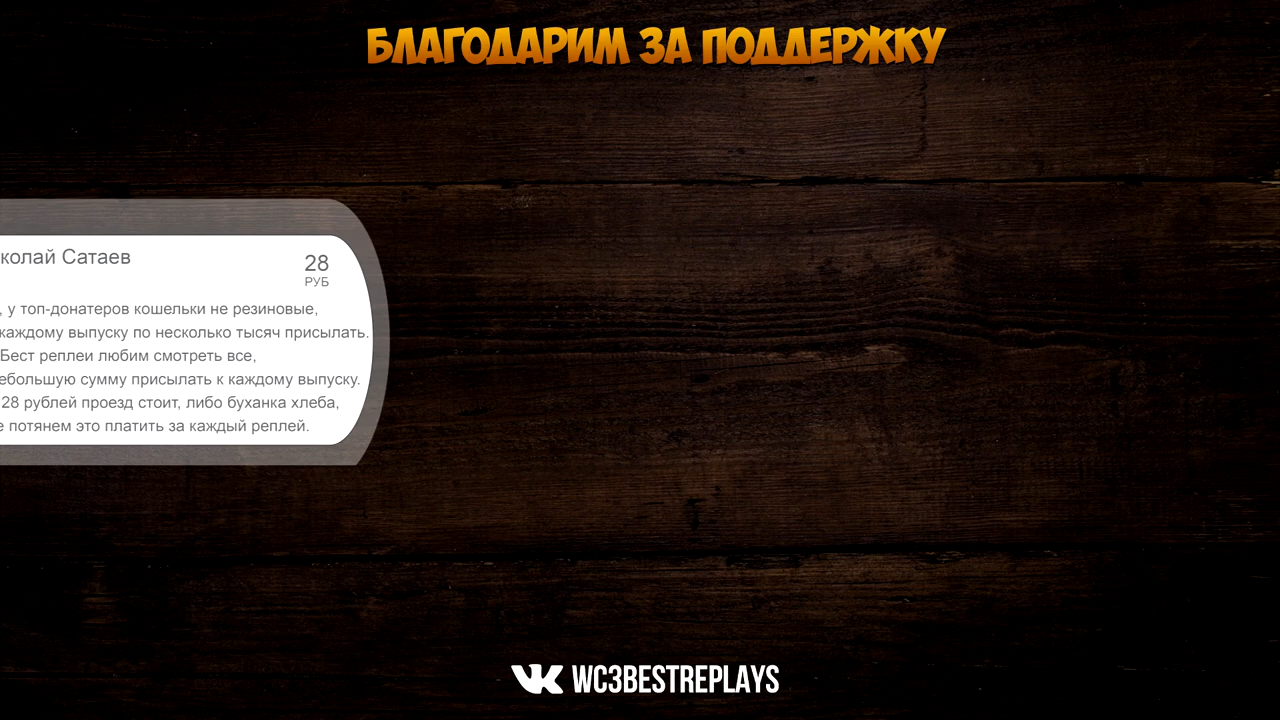 БЛАГОДАРИМ ЗА ПОДДЕРЖКУ
колай Сатаев
28
РУБ
, у топ-донатеров кошельки не резиновые,
каждому выпуску по несколько тысяч присылать.
Бест реплеи любим смотреть все,
ебольшую сумму присылать к каждому выпуску.
28 рублей проезд стоит, либо буханка хлеба,
е потянем это платить за каждый реплей.
WC3BESTREPLAYS